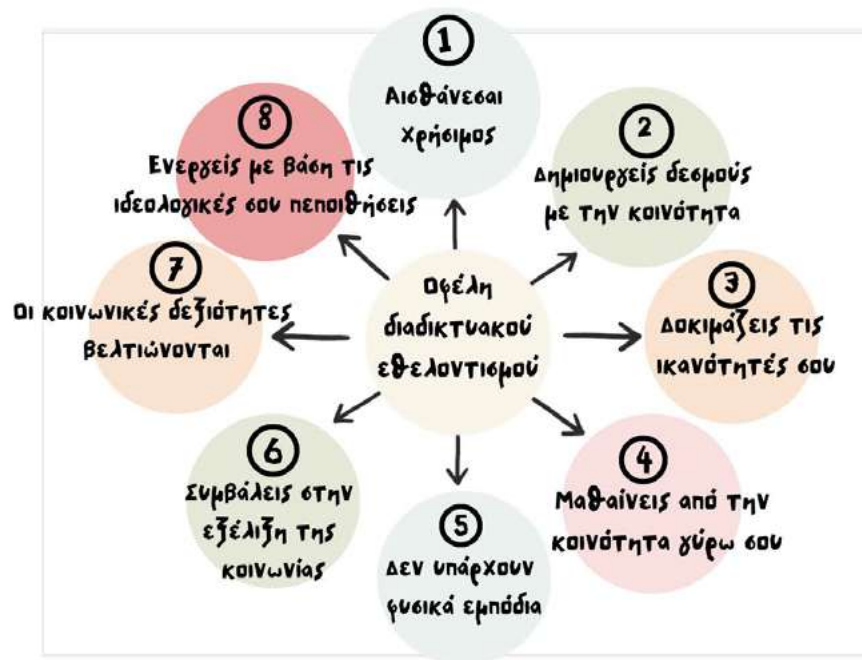 Οφέλη
διαδικτυακού
εθελοντισμού
1
Αισθάνεσαι
χρήσιμος
2
Δημιουργείς δεσμούς
με την κοινότητα
3
Δοκιμάζεις τις
ικανότητές σου
4
Μαθαίνεις από την
κοινότητα γύρω σου
5
Δεν υπάρχουν
φυσικά εμπόδια
6
Συμβάλεις στην
εξέλιξη της
κοινωνίας
7
Οι κοινωνικές δεξιότητες
βελτιώνονται
8
Ενεργείς με βάση τις
ιδεολογικές σου πεποιθήσεις